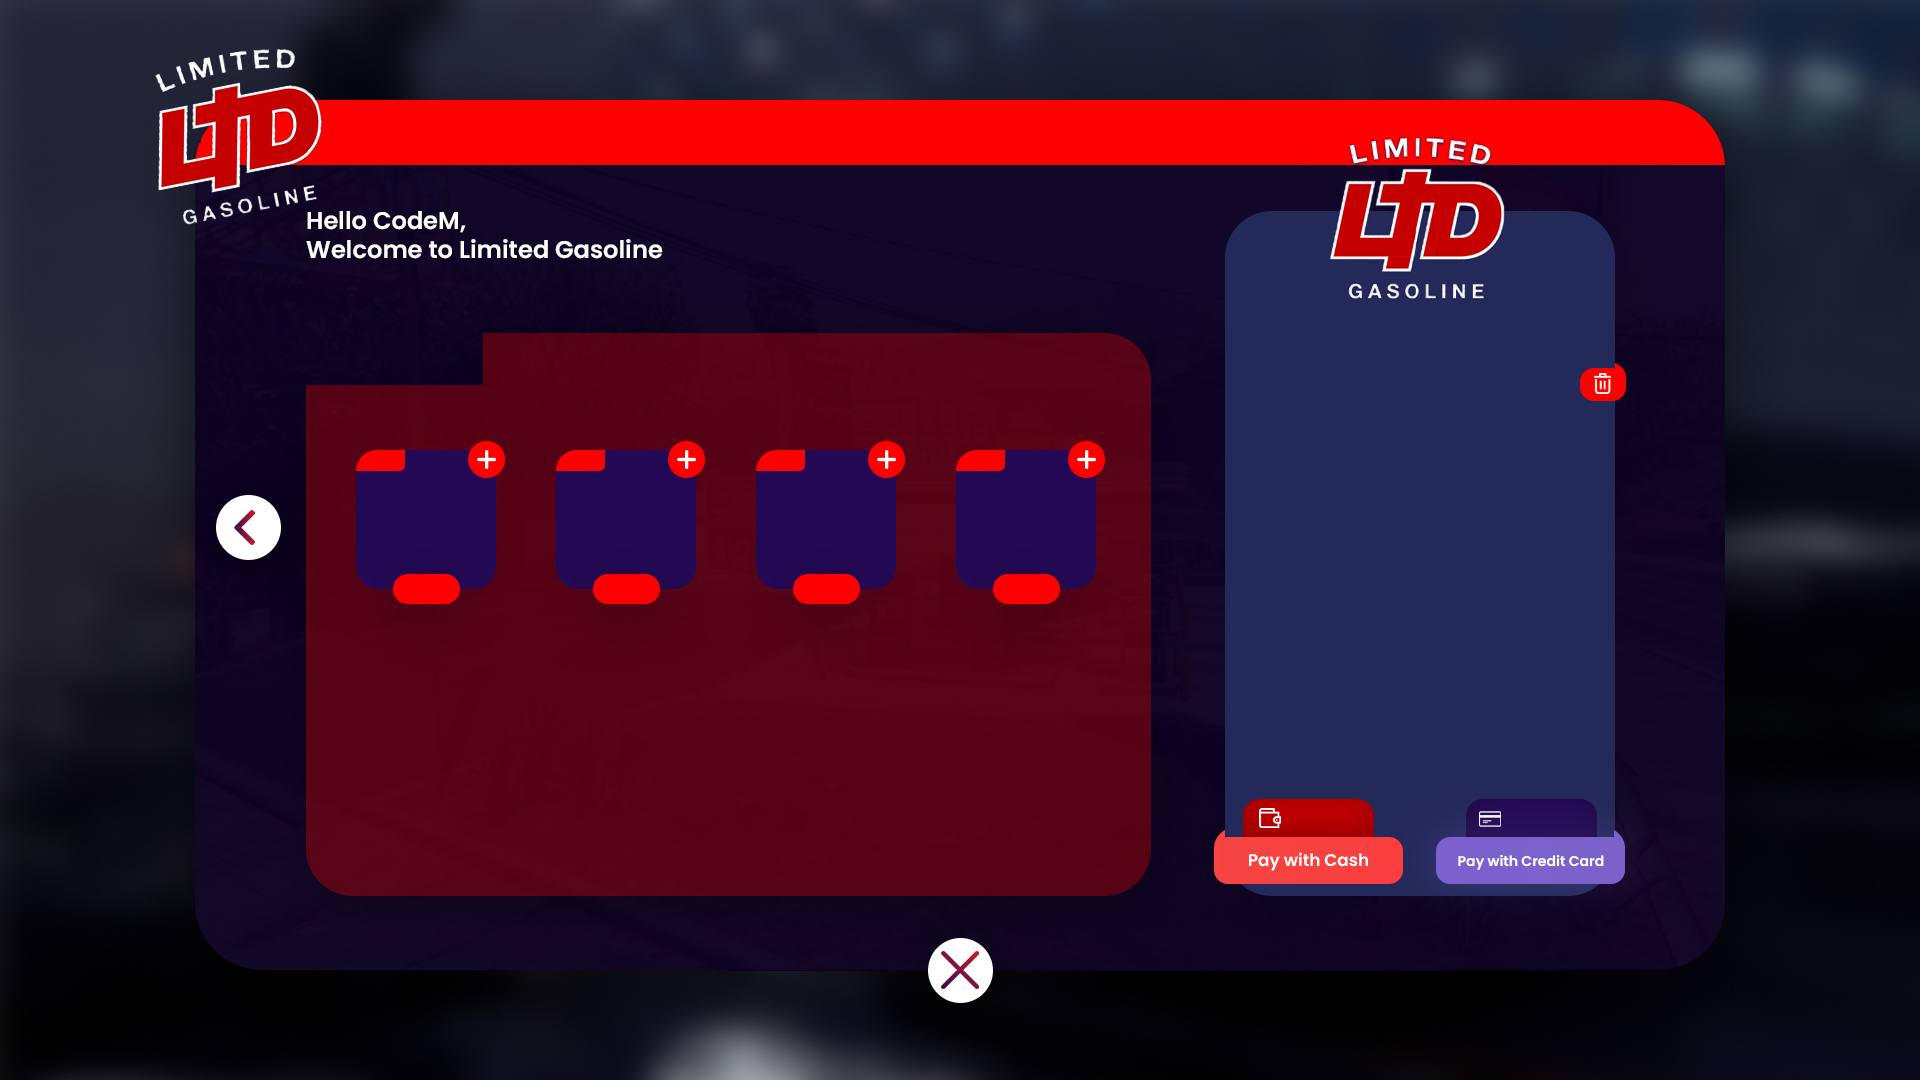 LIMITED
LTD
GASOLINE
Hello CodeM,
Welcome to Limited Gasoline
LIMITED
LTD
GASOLINE
Pay with Cash
Pay with Credit Card